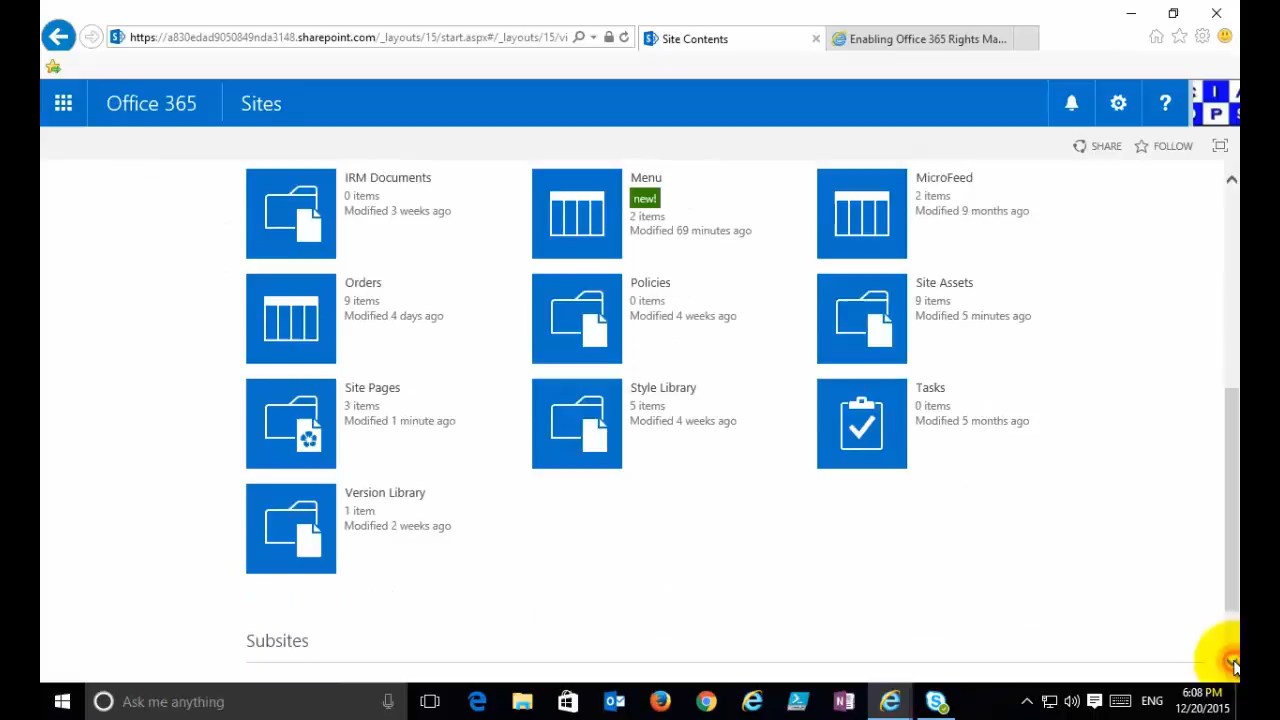 https://a830edad9050849nda3148.sharepoint.com/_layouts/15/start.aspx#/_layouts/15/vi
Site Contents
Enabling Office 365 Rights Ma...
Office 365
Sites
?
SHARE
FOLLOW
IRM Documents
0 items
Modified 3 weeks ago
Menu
new!
2 items
Modified 69 minutes ago
MicroFeed
2 items
Modified 9 months ago
Orders
9 items
Modified 4 days ago
Policies
0 items
Modified 4 weeks ago
Site Assets
9 items
Modified 5 minutes ago
Site Pages
3 items
Modified 1 minute ago
Style Library
5 items
Modified 4 weeks ago
Tasks
0 items
Modified 5 months ago
Version Library
1 item
Modified 2 weeks ago
Subsites
Ask me anything
ENG
6:08 PM
12/20/2015